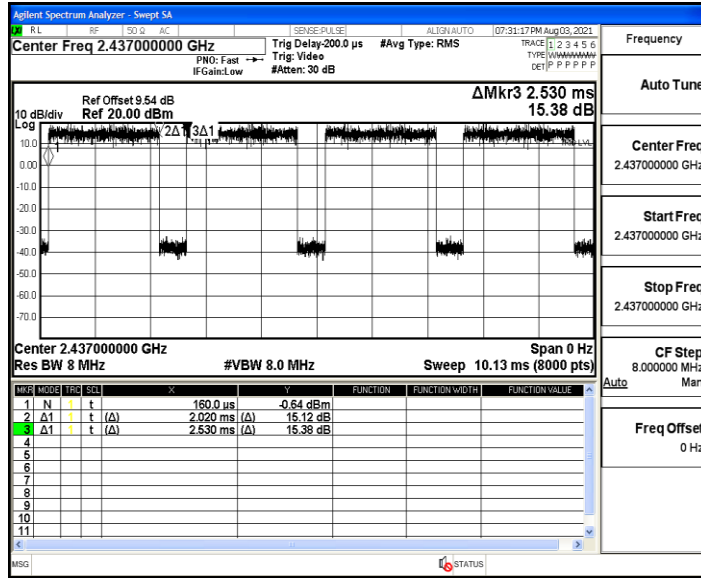 Agilent Spectrum Analyzer - Swept SA
LXI RL RF 50 Ω AC SENSE:PULSE ALIGN AUTO 07:31:17 PM Aug 03, 2021
Center Freq 2.437000000 GHz Trig Delay-200.0 µs #Avg Type: RMS TRACE 1 2 3 4 5 6
PNO: Fast Trig: Video TYPE WWWWWW
IFGain:Low #Atten: 30 dB DET P P P P P P
Frequency
Auto Tune
ΔMkr3 2.530 ms
Ref Offset 9.54 dB
10 dB/div Ref 20.00 dBm 15.38 dB
Log
2Δ1 3Δ1
1
10.0
0.00
-10.0
-20.0
-30.0
-40.0
-50.0
-60.0
-70.0
Center Freq
2.437000000 GHz
Start Freq
2.437000000 GHz
Stop Freq
2.437000000 GHz
Center 2.437000000 GHz Span 0 Hz
Res BW 8 MHz #VBW 8.0 MHz Sweep 10.13 ms (8000 pts)
CF Step
8.000000 MHz
Auto Man
Freq Offset
0 Hz
MKR MODE TRC SCL X Y FUNCTION FUNCTION WIDTH FUNCTION VALUE
1 N 1 t 160.0 µs -0.64 dBm
2 Δ1 1 t (Δ) 2.020 ms (Δ) 15.12 dB
3 Δ1 1 t (Δ) 2.530 ms (Δ) 15.38 dB
4
5
6
7
8
9
10
11
MSG STATUS